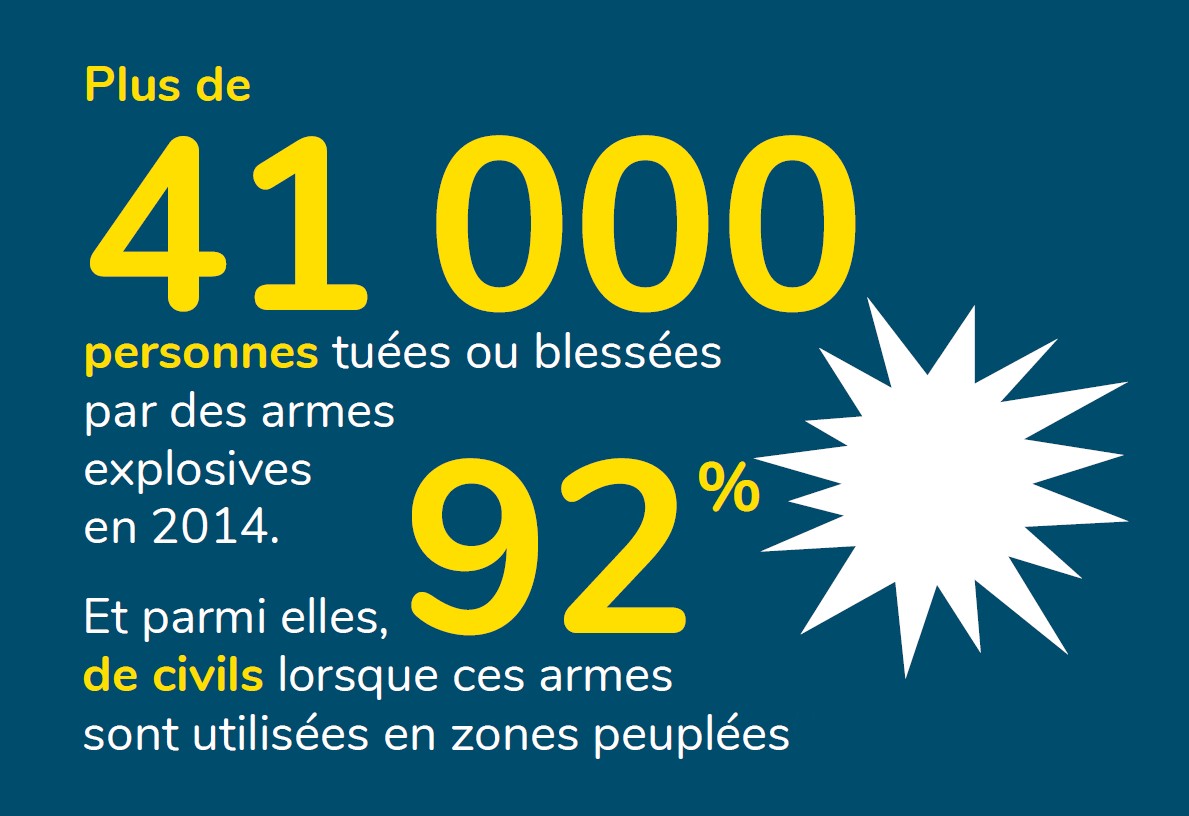 Plus de
41 000
personnes tuées ou blessées
par des armes
explosives
en 2014.
Et parmi elles, 92%
de civils lorsque ces armes
sont utilisées en zones peuplées